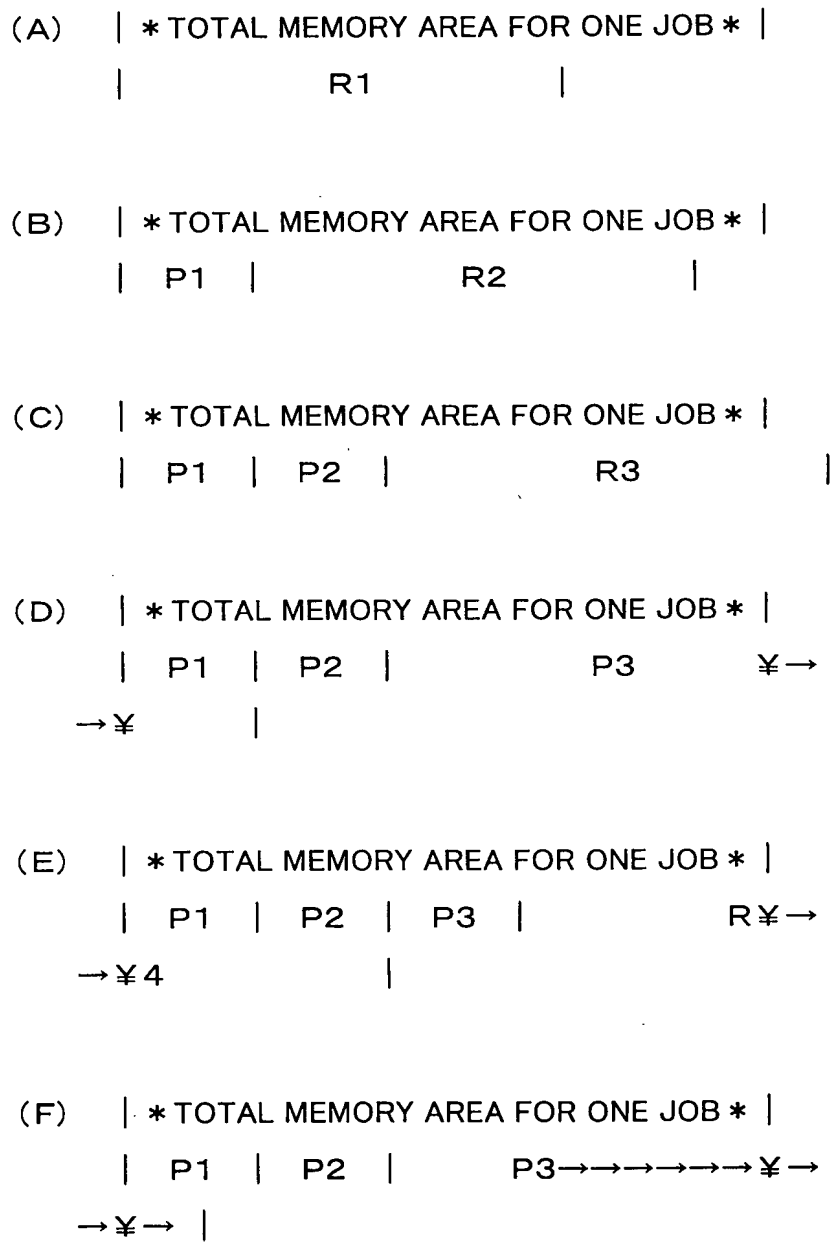 (A) | * TOTAL MEMORY AREA FOR ONE JOB * |
| R1 |
(B) | * TOTAL MEMORY AREA FOR ONE JOB * |
| P1 | R2 |
(C) | * TOTAL MEMORY AREA FOR ONE JOB * |
| P1 | P2 | R3 |
(D) | * TOTAL MEMORY AREA FOR ONE JOB * |
| P1 | P2 | P3 ¥→
→¥ |
(E) | * TOTAL MEMORY AREA FOR ONE JOB * |
| P1 | P2 | P3 | R¥→
→¥4 |
(F) | * TOTAL MEMORY AREA FOR ONE JOB * |
| P1 | P2 | P3→→→→→→¥→
→¥→ |